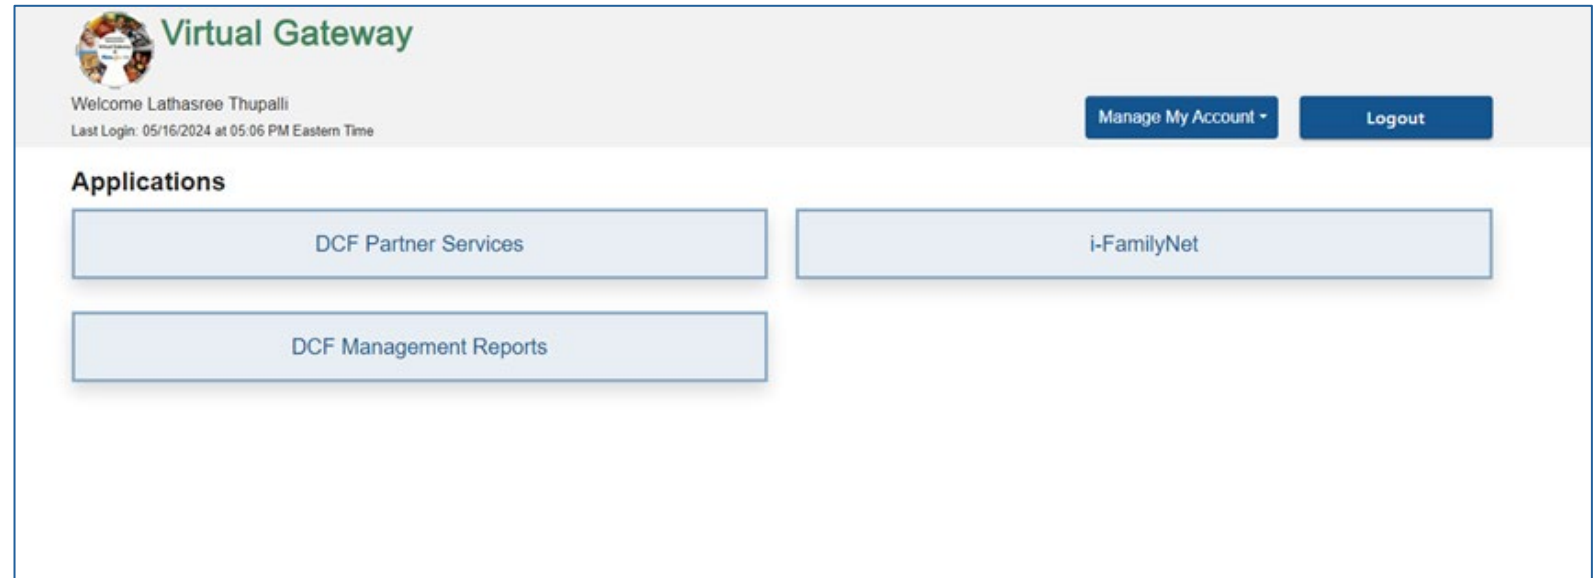 Virtual Gateway
Welcome Lathasree Thupalli
Last Login: 05/16/2024 at 05:06 PM Eastern Time
Manage My Account
Logout
Applications
DCF Partner Services
i-FamilyNet
DCF Management Reports